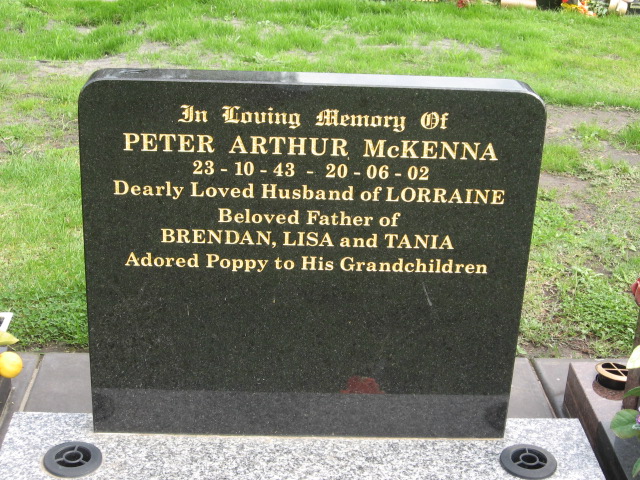 In Loving Memory Of
PETER ARTHUR McKENNA
23-10-43 - 20-06-02
Dearly Loved Husband of LORRAINE
Beloved Father of
BRENDAN, LISA and TANIA
Adored Poppy to His Grandchildren